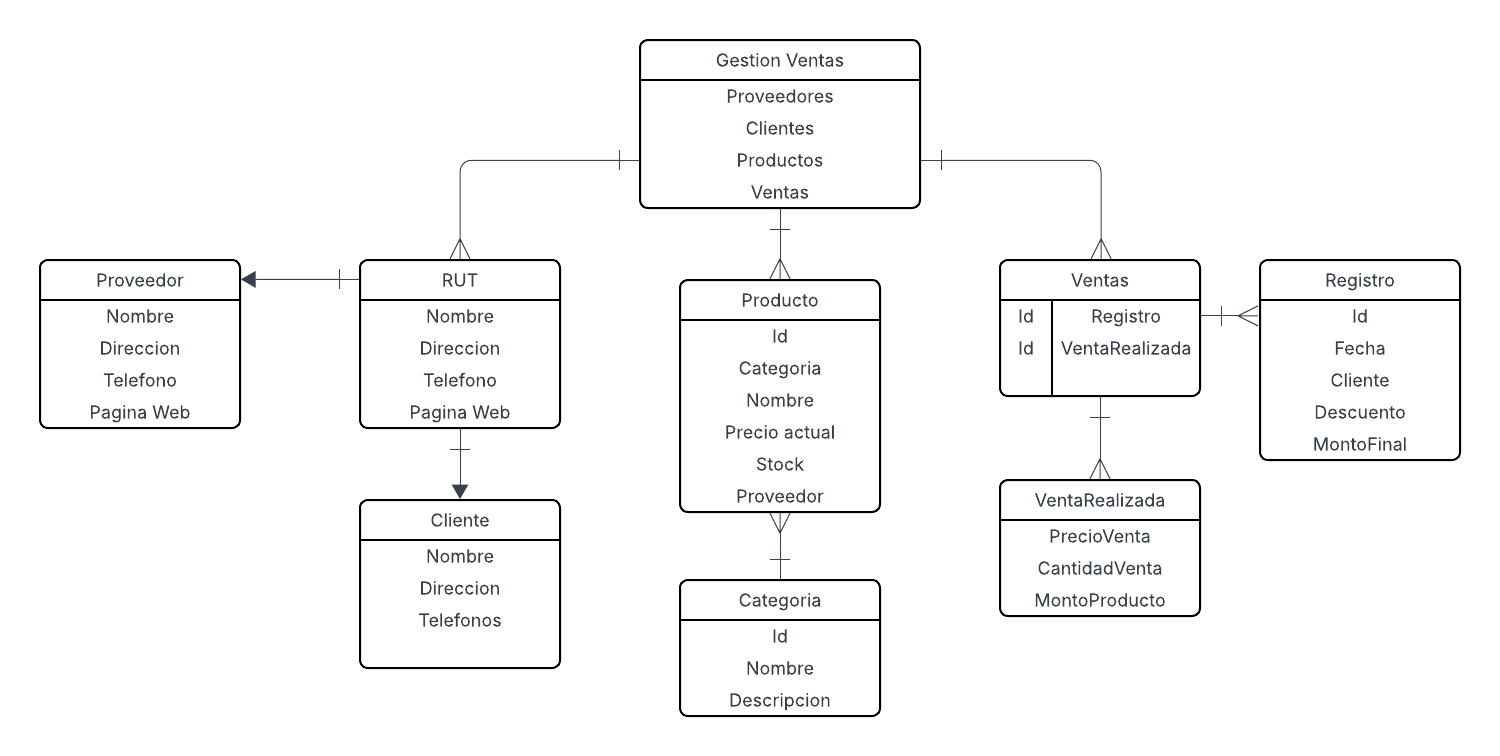 Gestion Ventas
Proveedores
Clientes
Productos
Ventas
Proveedor
Nombre
Direccion
Telefono
Pagina Web
RUT
Nombre
Direccion
Telefono
Pagina Web
Cliente
Nombre
Direccion
Telefonos
Producto
Id
Categoria
Nombre
Precio actual
Stock
Proveedor
Categoria
Id
Nombre
Descripcion
Ventas
Id Registro
Id VentaRealizada
VentaRealizada
PrecioVenta
CantidadVenta
MontoProducto
Registro
Id
Fecha
Cliente
Descuento
MontoFinal